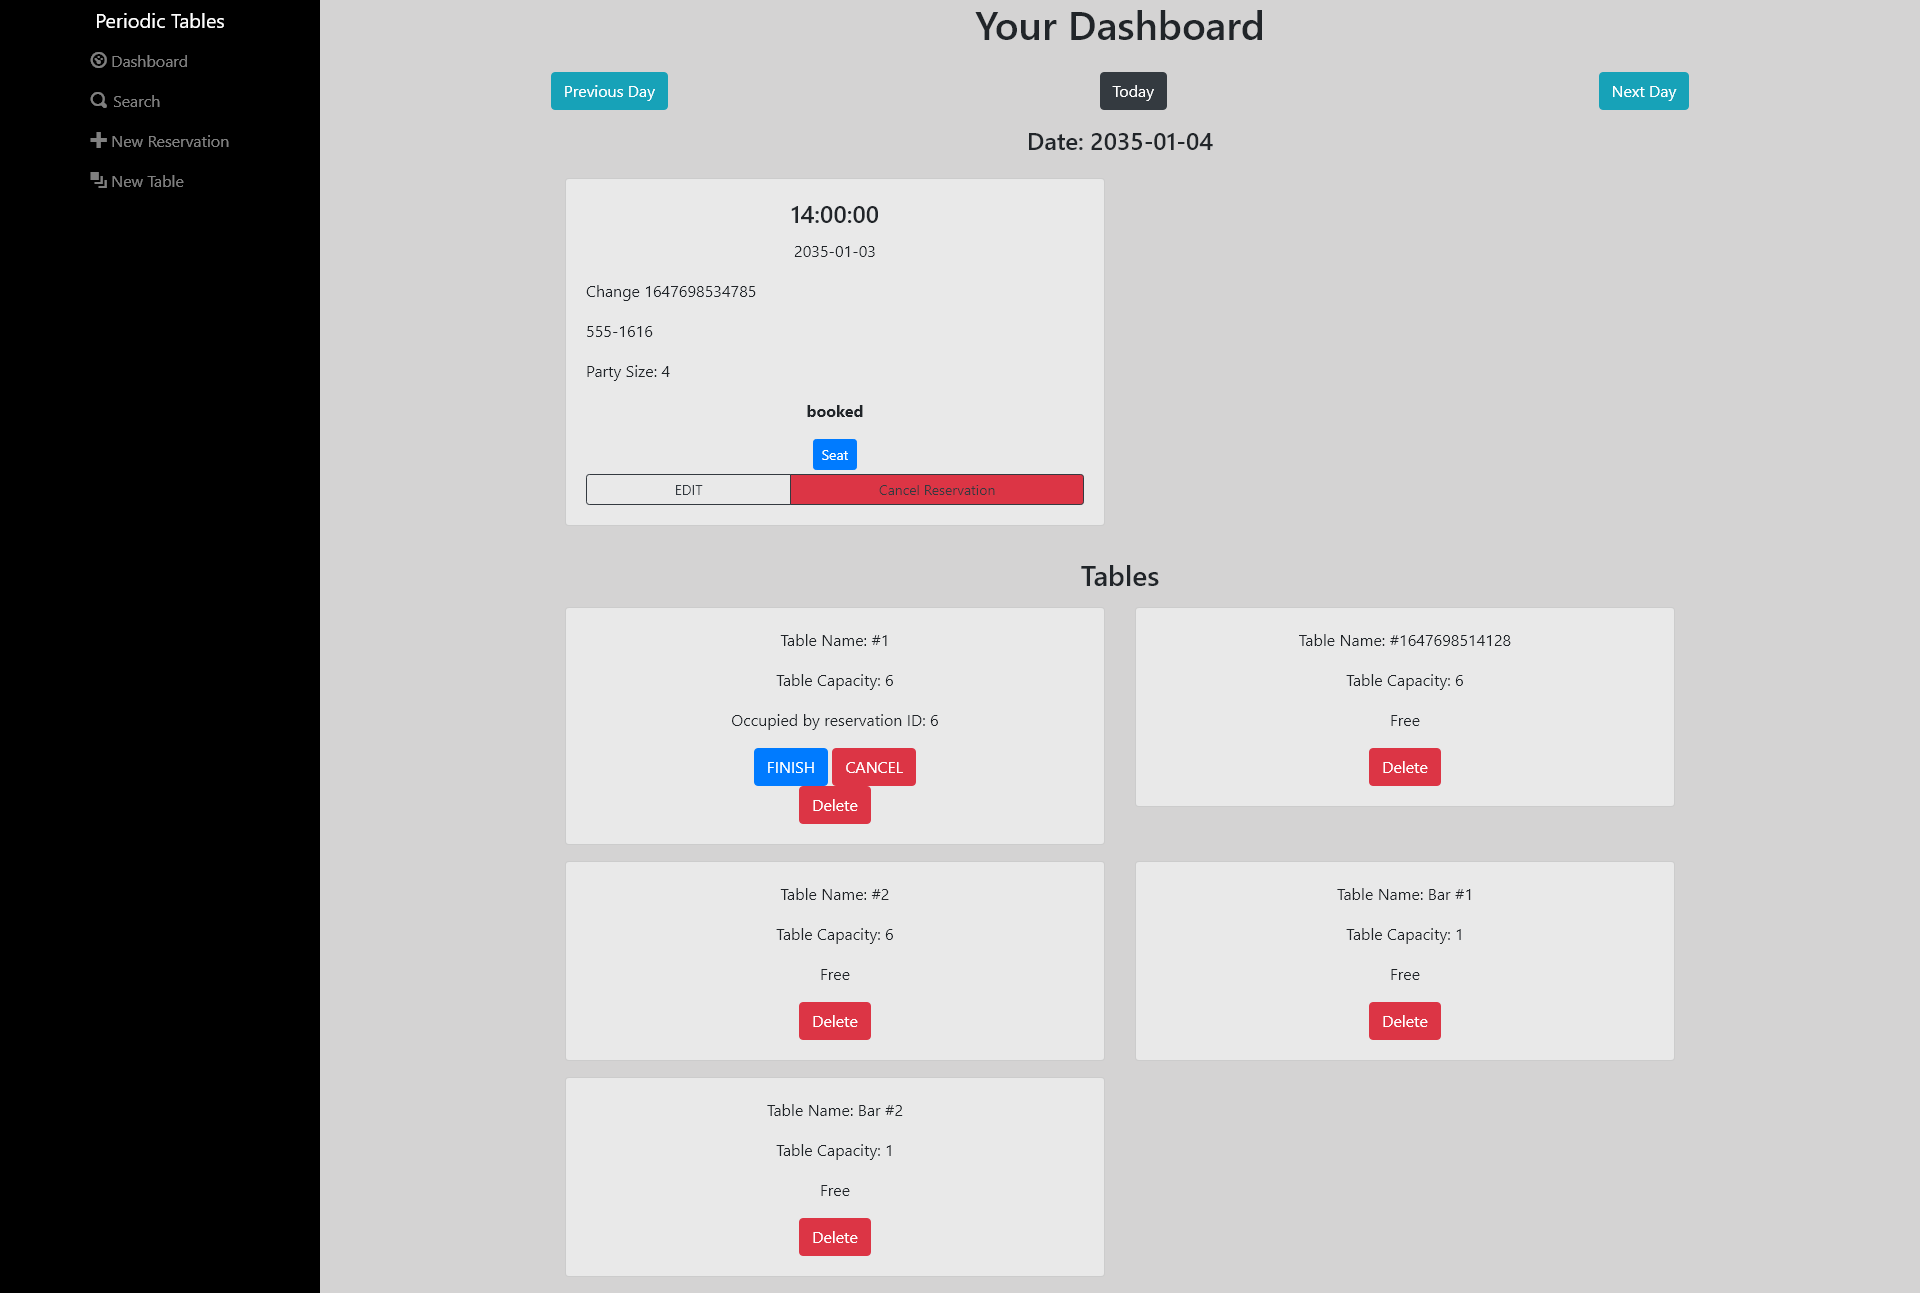 Periodic Tables
Dashboard
Search
New Reservation
New Table
Your Dashboard
Previous Day
Today
Next Day
Date: 2035-01-04
14:00:00
2035-01-03
Change 1647698534785
555-1616
Party Size: 4
booked
Seat
EDIT
Cancel Reservation
Tables
Table Name: #1
Table Capacity: 6
Occupied by reservation ID: 6
FINISH CANCEL
Delete
Table Name: #1647698514128
Table Capacity: 6
Free
Delete
Table Name: #2
Table Capacity: 6
Free
Delete
Table Name: Bar #1
Table Capacity: 1
Free
Delete
Table Name: Bar #2
Table Capacity: 1
Free
Delete